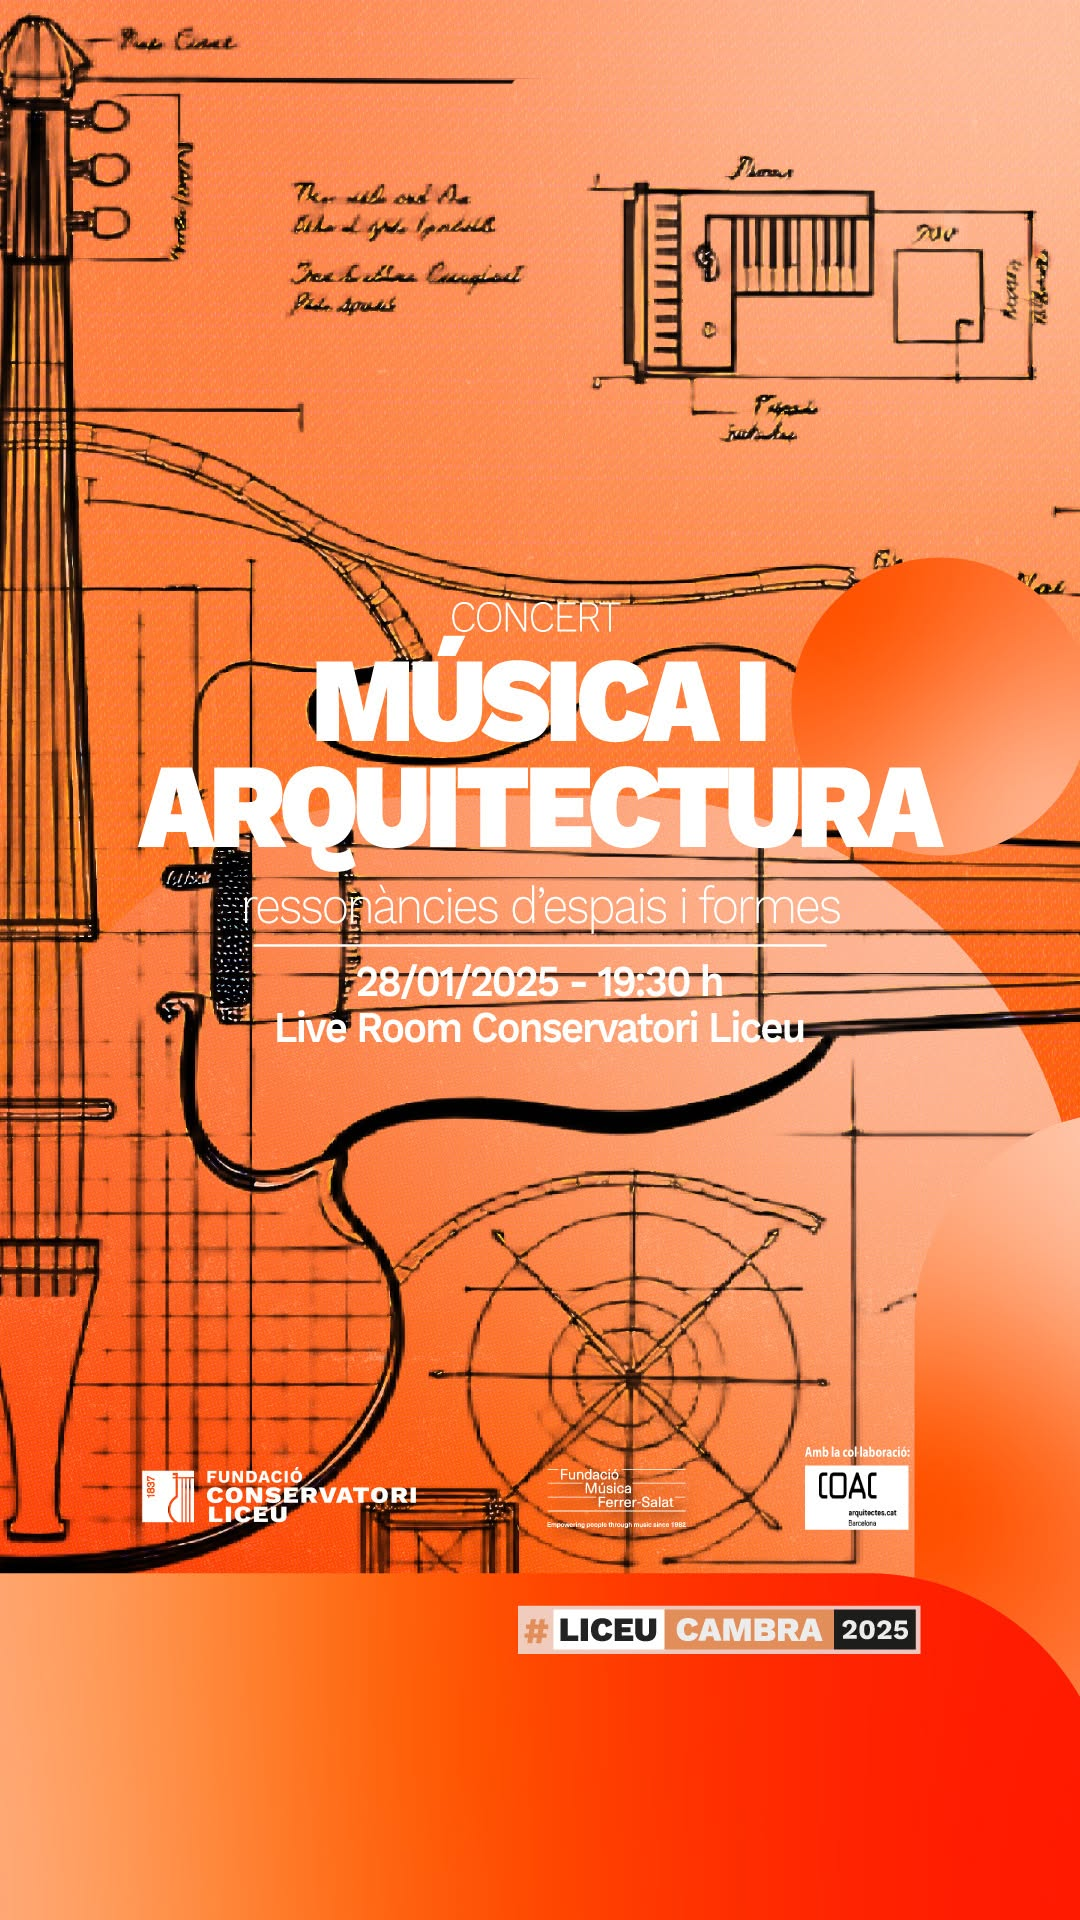 CONCERT
MÚSICA I
ARQUITECTURA
ressonàncies d'espais i formes
28/01/2025 - 19:30 h
Live Room Conservatori Liceu
Amb la col·laboració:
1837
FUNDACIÓ
CONSERVATORI
LICEU
Fundació
Música
Ferrer-Salat
Empowering people through music since 1982
COAC
arquitectes.cat
Barcelona
# LICEU CAMBRA 2025